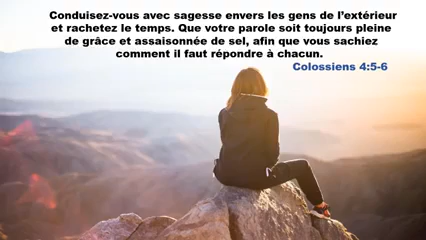 Conduisez-vous avec sagesse envers les gens de l’extérieur
et rachetez le temps. Que votre parole soit toujours pleine
de grâce et assaisonnée de sel, afin que vous sachiez
comment il faut répondre à chacun.
Colossiens 4:5-6